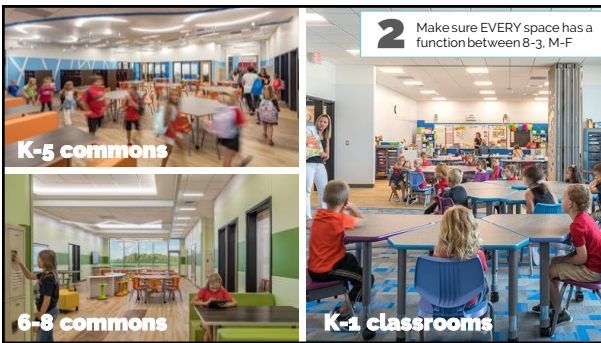 2
Make sure EVERY space has a
function between 8-3, M-F
K-5 commons
6-8 commons
K-1 classrooms